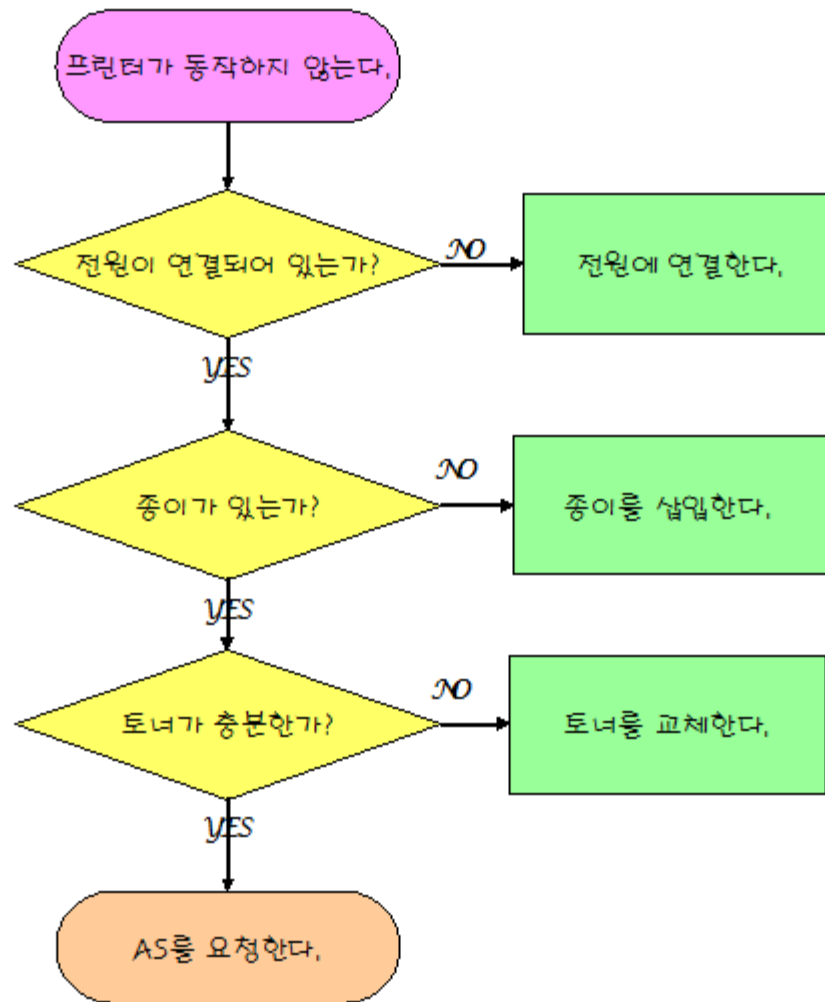 프린터가 동작하지 않는다.
전원이 연결되어 있는가?
NO
전원에 연결한다.
YES
종이가 있는가?
NO
종이를 삽입한다.
YES
토너가 충분한가?
NO
토너를 교체한다.
YES
AS를 요청한다.